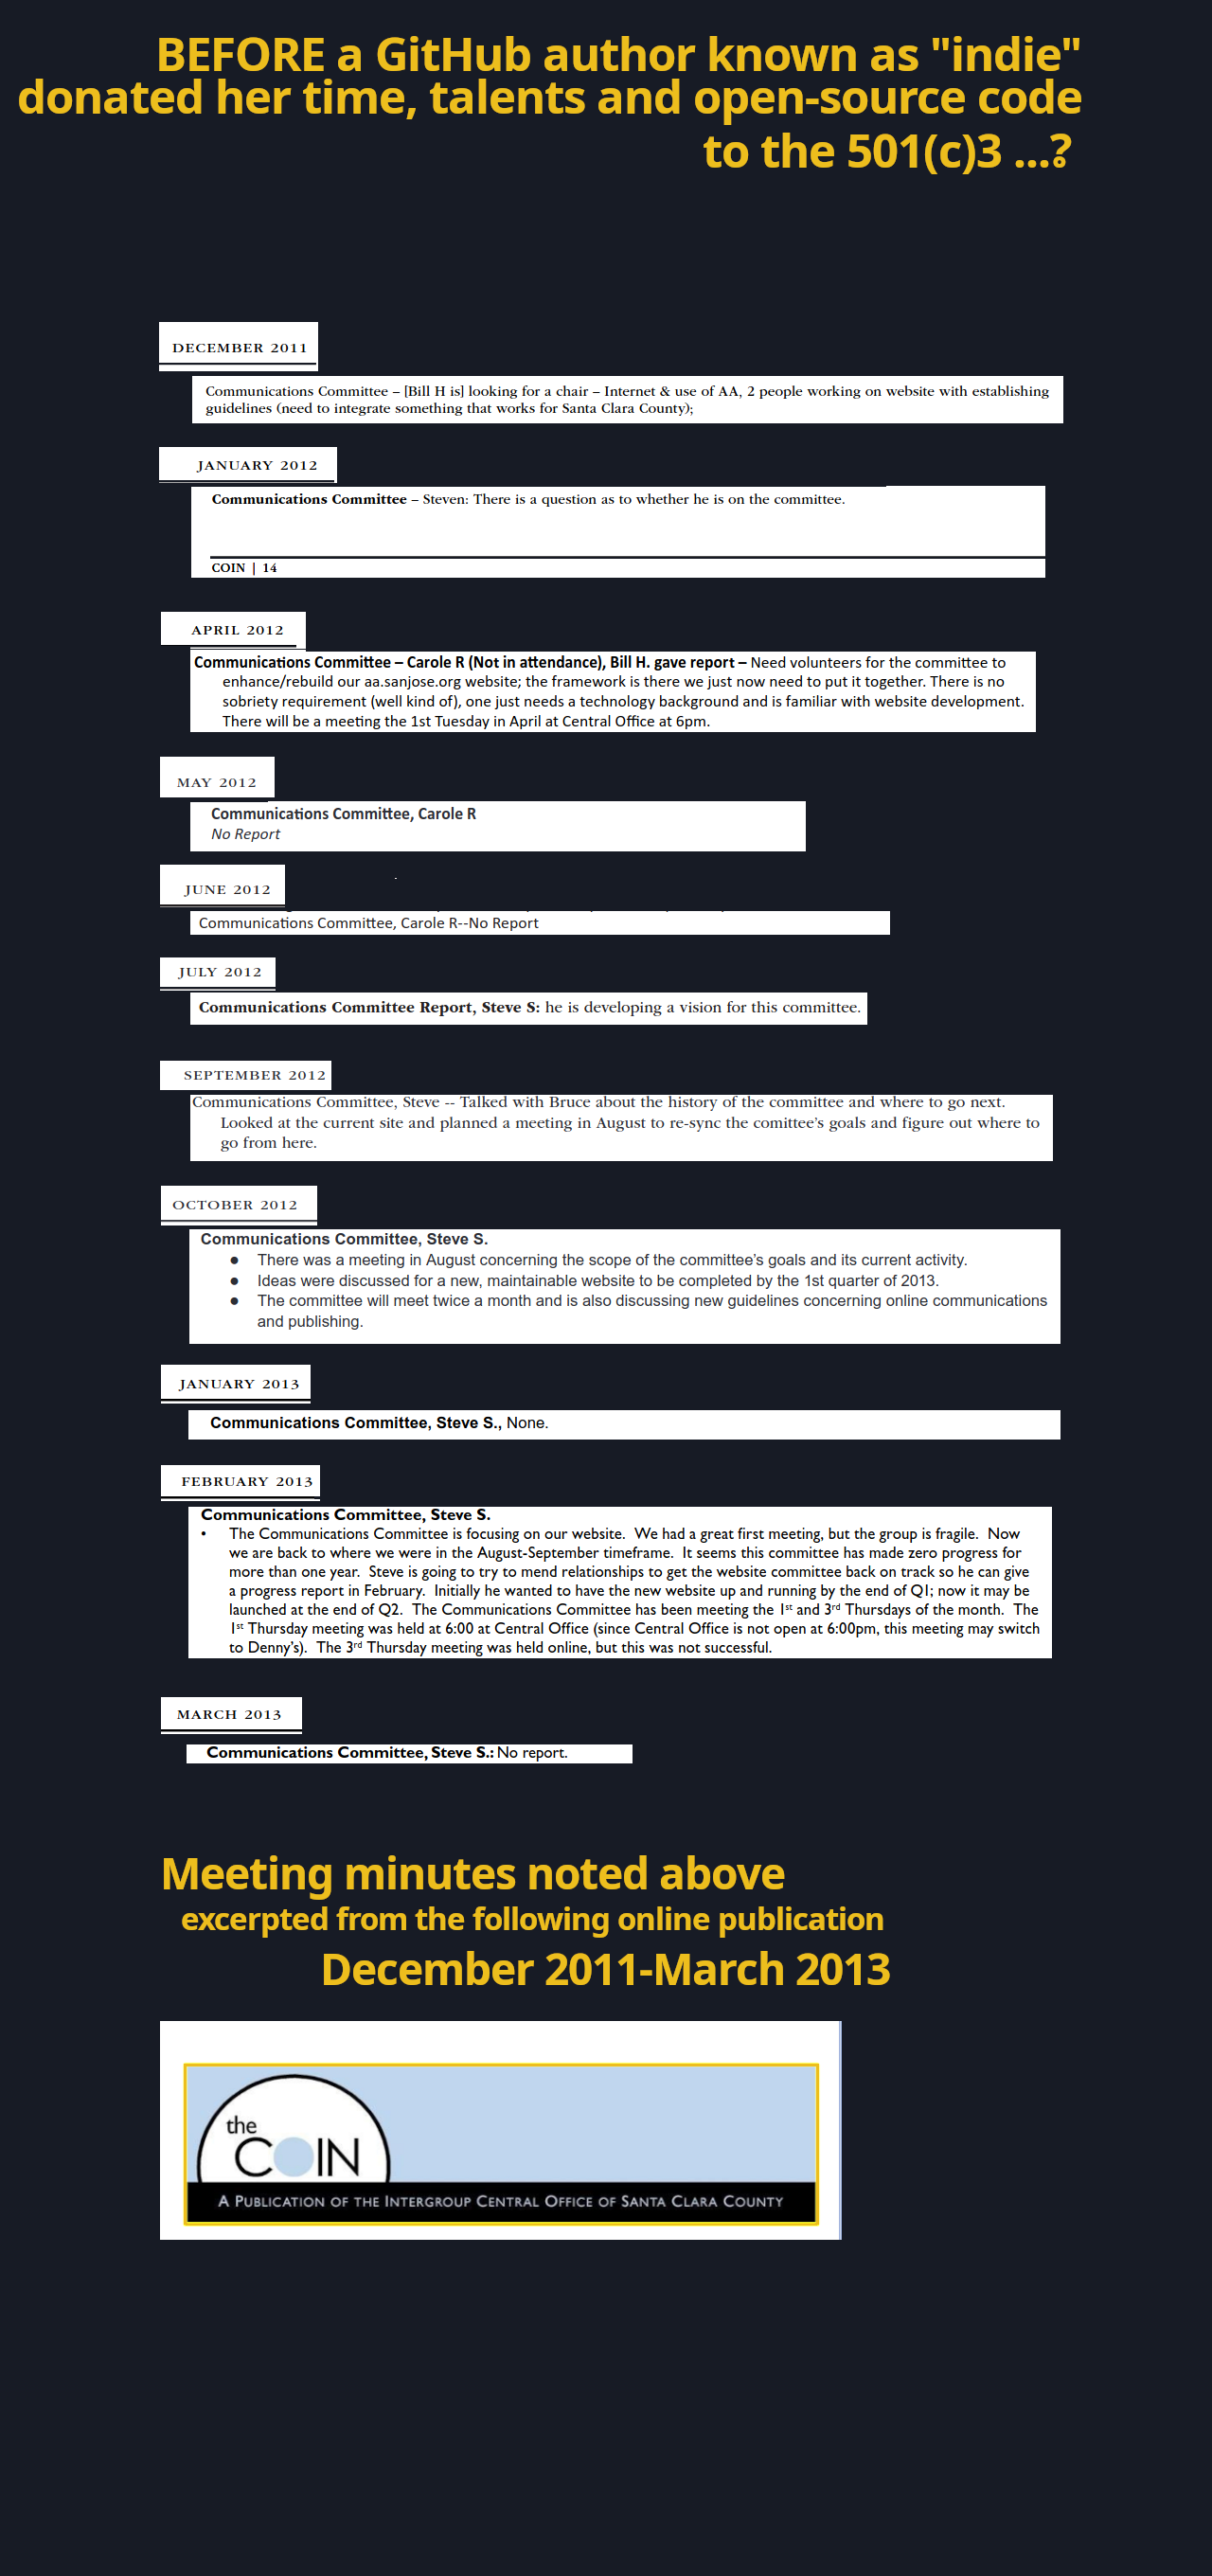 BEFORE a GitHub author known as "indie"
donated her time, talents and open-source code
to the 501(c)3 ...?
DECEMBER 2011
Communications Committee – [Bill H is] looking for a chair – Internet & use of AA, 2 people working on website with establishing
guidelines (need to integrate something that works for Santa Clara County);
JANUARY 2012
Communications Committee – Steven: There is a question as to whether he is on the committee.
COIN | 14
APRIL 2012
Communications Committee – Carole R (Not in attendance), Bill H. gave report – Need volunteers for the committee to
enhance/rebuild our aa.sanjose.org website; the framework is there we just now need to put it together. There is no
sobriety requirement (well kind of), one just needs a technology background and is familiar with website development.
There will be a meeting the 1st Tuesday in April at Central Office at 6pm.
MAY 2012
Communications Committee, Carole R
No Report
JUNE 2012
Communications Committee, Carole R--No Report
JULY 2012
Communications Committee Report, Steve S: he is developing a vision for this committee.
SEPTEMBER 2012
Communications Committee, Steve -- Talked with Bruce about the history of the committee and where to go next.
Looked at the current site and planned a meeting in August to re-sync the comittee's goals and figure out where to
go from here.
OCTOBER 2012
Communications Committee, Steve S.
● There was a meeting in August concerning the scope of the committee's goals and its current activity.
● Ideas were discussed for a new, maintainable website to be completed by the 1st quarter of 2013.
● The committee will meet twice a month and is also discussing new guidelines concerning online communications
and publishing.
JANUARY 2013
Communications Committee, Steve S., None.
FEBRUARY 2013
Communications Committee, Steve S.
• The Communications Committee is focusing on our website. We had a great first meeting, but the group is fragile. Now
we are back to where we were in the August-September timeframe. It seems this committee has made zero progress for
more than one year. Steve is going to try to mend relationships to get the website committee back on track so he can give
a progress report in February. Initially he wanted to have the new website up and running by the end of Q1; now it may be
launched at the end of Q2. The Communications Committee has been meeting the 1st and 3rd Thursdays of the month. The
1st Thursday meeting was held at 6:00 at Central Office (since Central Office is not open at 6:00pm, this meeting may switch
to Denny's). The 3rd Thursday meeting was held online, but this was not successful.
MARCH 2013
Communications Committee, Steve S.: No report.
Meeting minutes noted above
excerpted from the following online publication
December 2011-March 2013
the
COIN
A PUBLICATION OF THE INTERGROUP CENTRAL OFFICE OF SANTA CLARA COUNTY